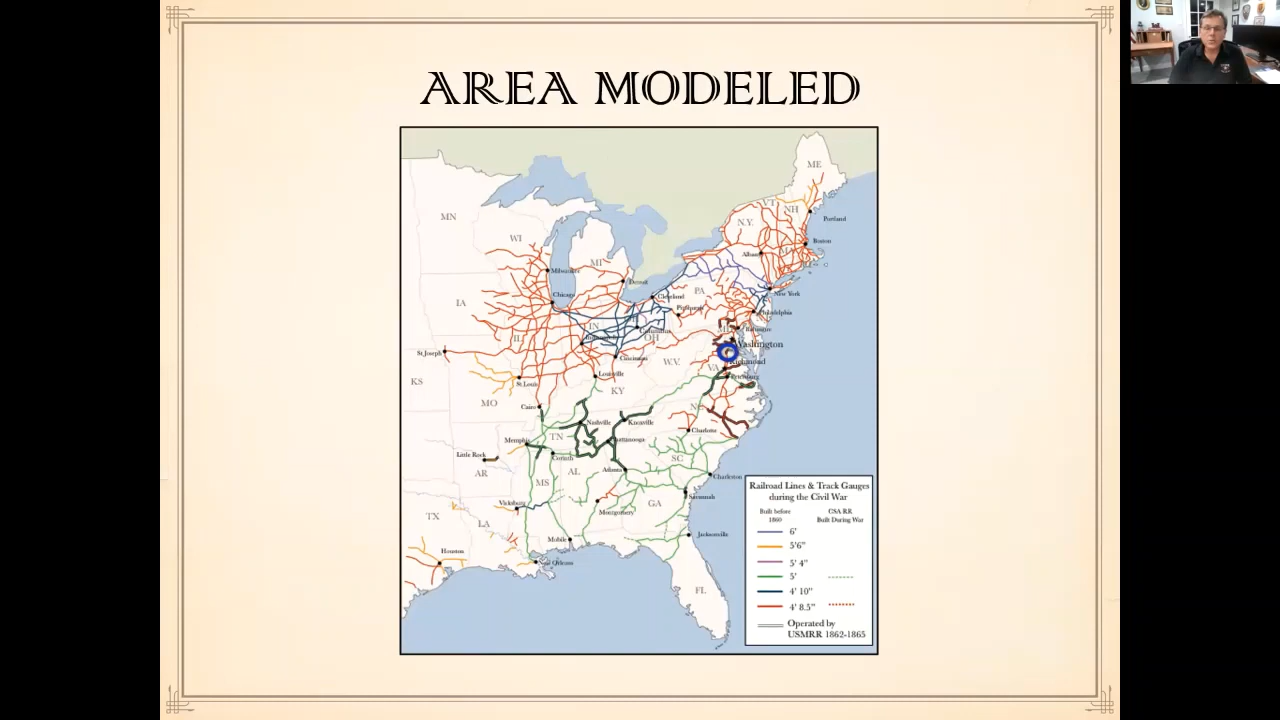 AREA MODELED
ME
MN
VT
NH
Portland
N.Y.
WI
Boston
Albany
MA
MI
Milwaukee
Detroit
PA
New York
Chicago
Cleveland
IA
Pittsburgh
Philadelphia
Columbus
Baltimore
IN
OH
IL
Washington
St Joseph
Cincinnati
W.V.
Richmond
VA
Louisville
Petersburg
KS
St Louis
KY
MO
Cairo
Nashville
Knoxville
Charlotte
TN
Memphis
Chattanooga
Little Rock
Corinth
SC
AR
AL
Atlanta
Charleston
MS
Savannah
Vicksburg
GA
Montgomery
TX
LA
Mobile
Jacksonville
Houston
New Orleans
FL
Railroad Lines & Track Gauges
during the Civil War
Built before
1860
CSA RR
Built During War
6'
5'6"
5' 4"
5'
4' 10"
4' 8.5"
Operated by
USMRR 1862-1865